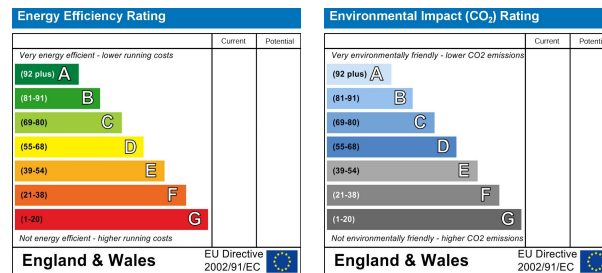 Energy Efficiency Rating
Current Potential
Very energy efficient - lower running costs
(92 plus) A
(81-91) B
(69-80) C
(55-68) D
(39-54) E
(21-38) F
(1-20) G
Not energy efficient - higher running costs
England & Wales
EU Directive
2002/91/EC
Environmental Impact (CO₂) Rating
Current Potenti
Very environmentally friendly - lower CO2 emissions
(92 plus) A
(81-91) B
(69-80) C
(55-68) D
(39-54) E
(21-38) F
(1-20) G
Not environmentally friendly - higher CO2 emissions
England & Wales
EU Directive
2002/91/EC